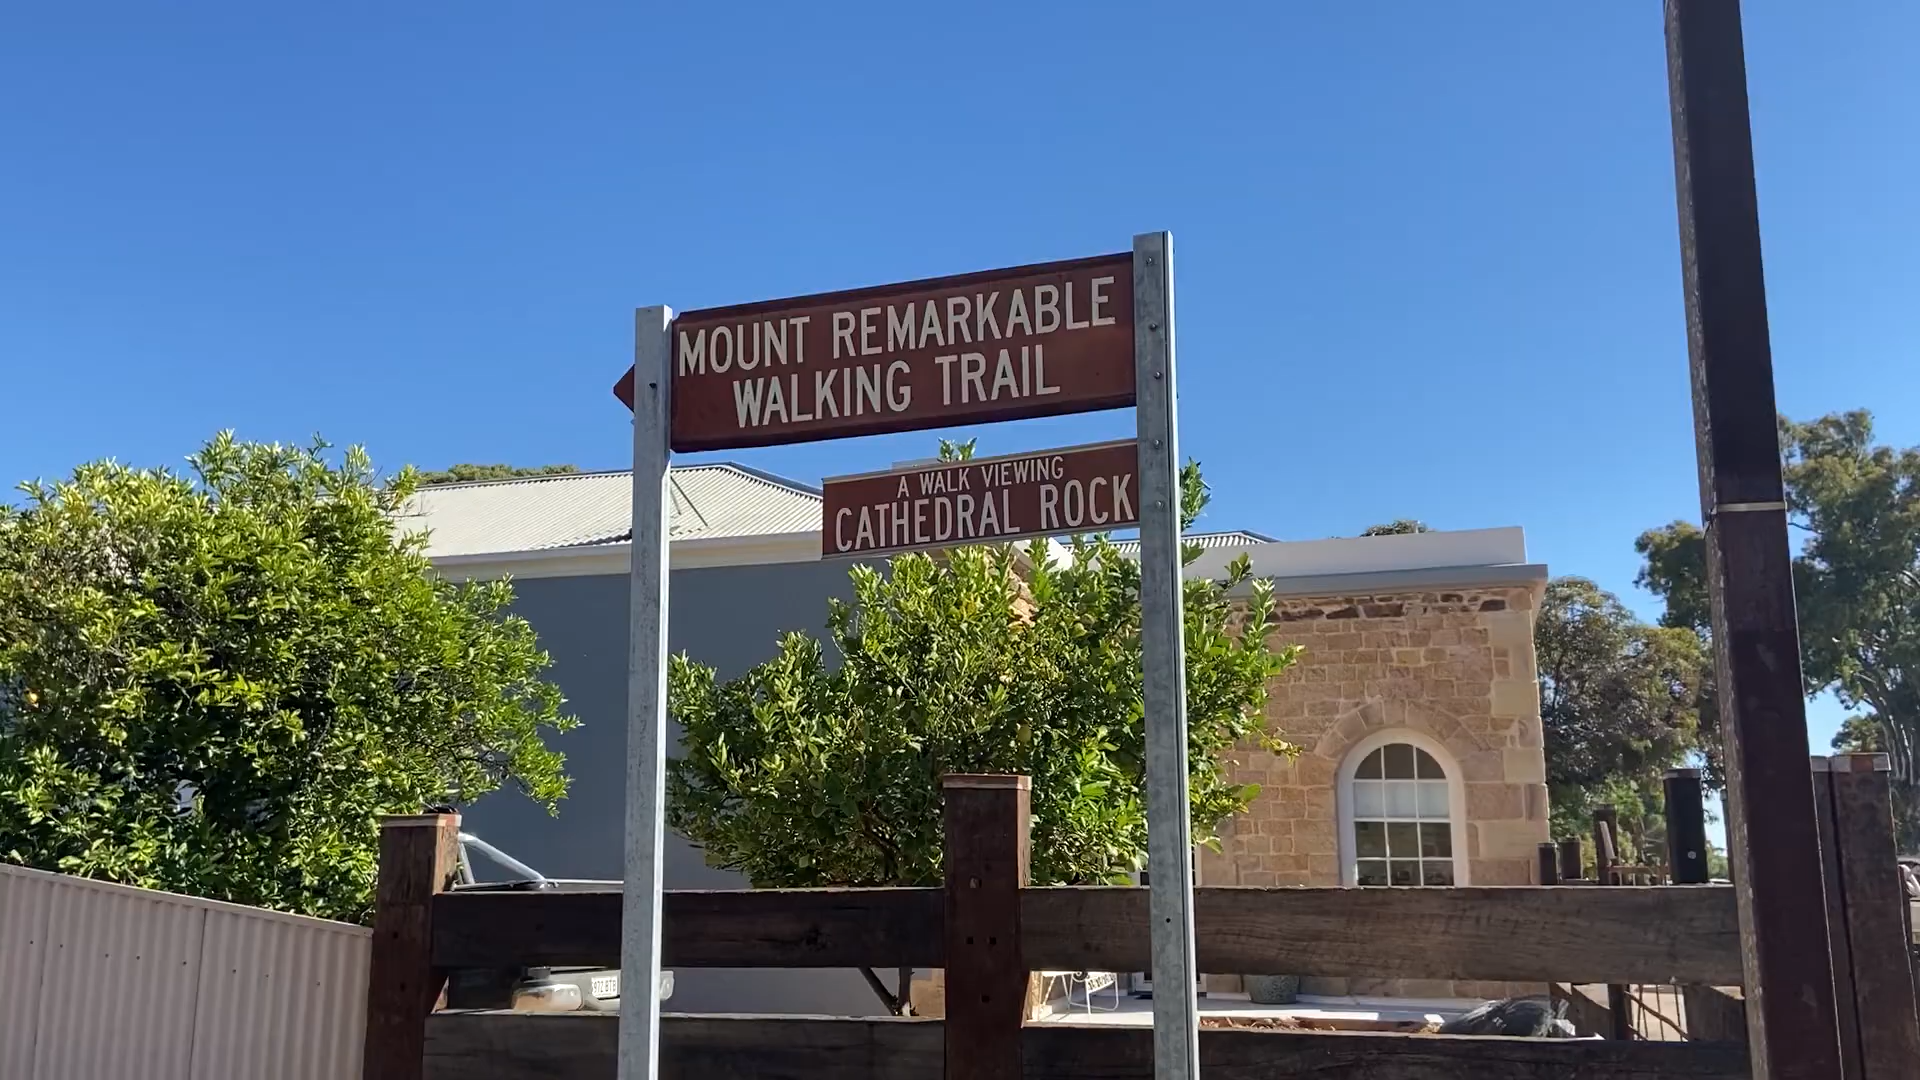 MOUNT REMARKABLE
WALKING TRAIL
A WALK VIEWING
CATHEDRAL ROCK